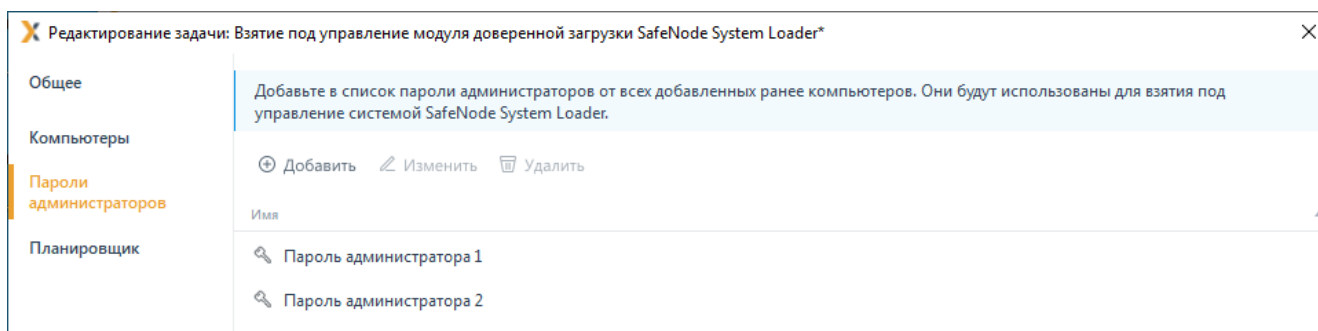 Редактирование задачи: Взятие под управление модуля доверенной загрузки SafeNode System Loader*
Общее
Компьютеры
Пароли
администраторов
Планировщик
Добавьте в список пароли администраторов от всех добавленных ранее компьютеров. Они будут использованы для взятия под
управление системой SafeNode System Loader.
Добавить Изменить Удалить
Имя
Пароль администратора 1
Пароль администратора 2